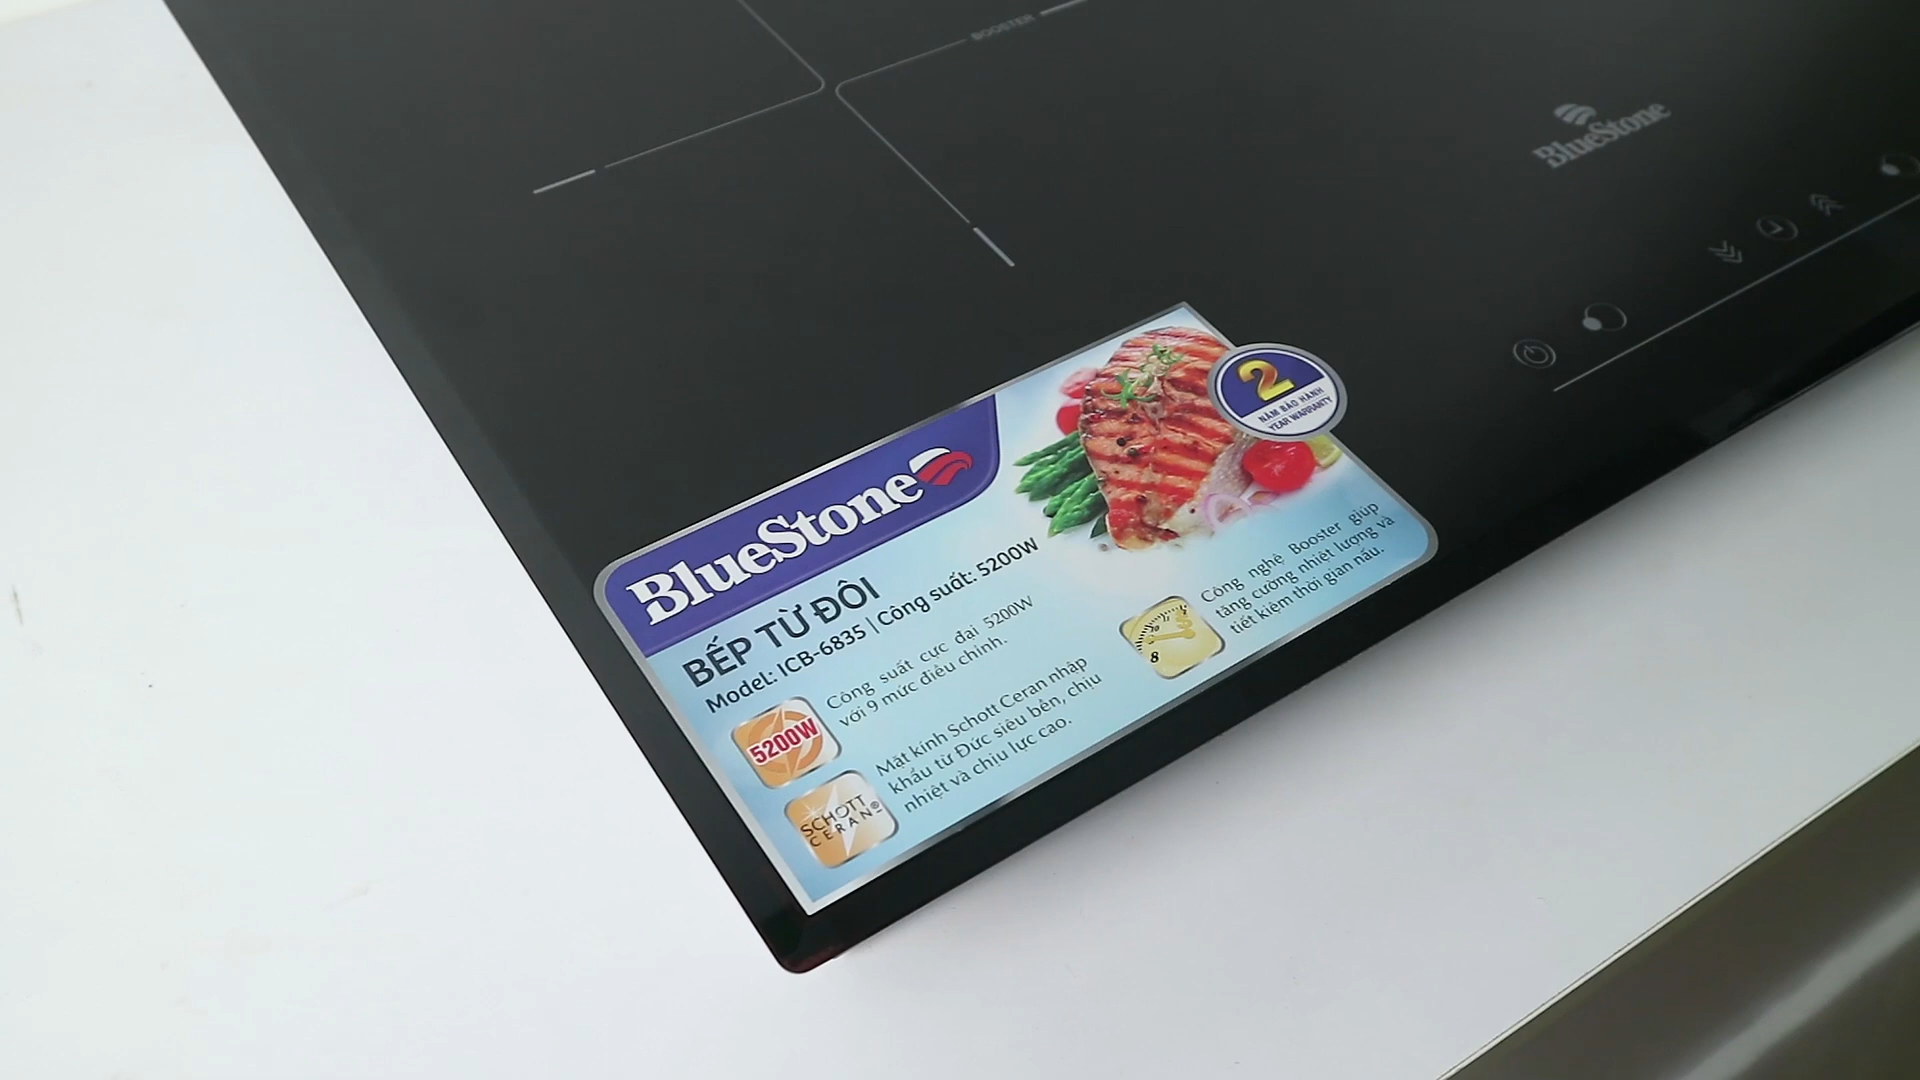 BOOSTER
BlueStone
2
NĂM BẢO HÀNH
YEAR WARRANTY
BlueStone
BẾP TỪ ĐÔI
Model: ICB-6835 | Công suất: 5200W
5200W
Công suất cực đại 5200W
với 9 mức điều chỉnh.
SCHOTT
CERAN®
Mặt kính Schott Ceran nhập
khẩu từ Đức siêu bền, chịu
nhiệt và chịu lực cao.
8
Công nghệ Booster giúp
tăng cường nhiệt lượng và
tiết kiệm thời gian nấu.